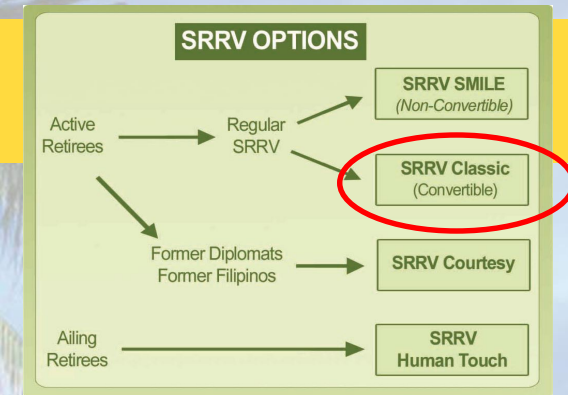 SRRV OPTIONS
SRRV SMILE
(Non-Convertible)
Active
Retirees
Regular
SRRV
SRRV Classic
(Convertible)
Former Diplomats
Former Filipinos
SRRV Courtesy
Ailing
Retirees
SRRV
Human Touch